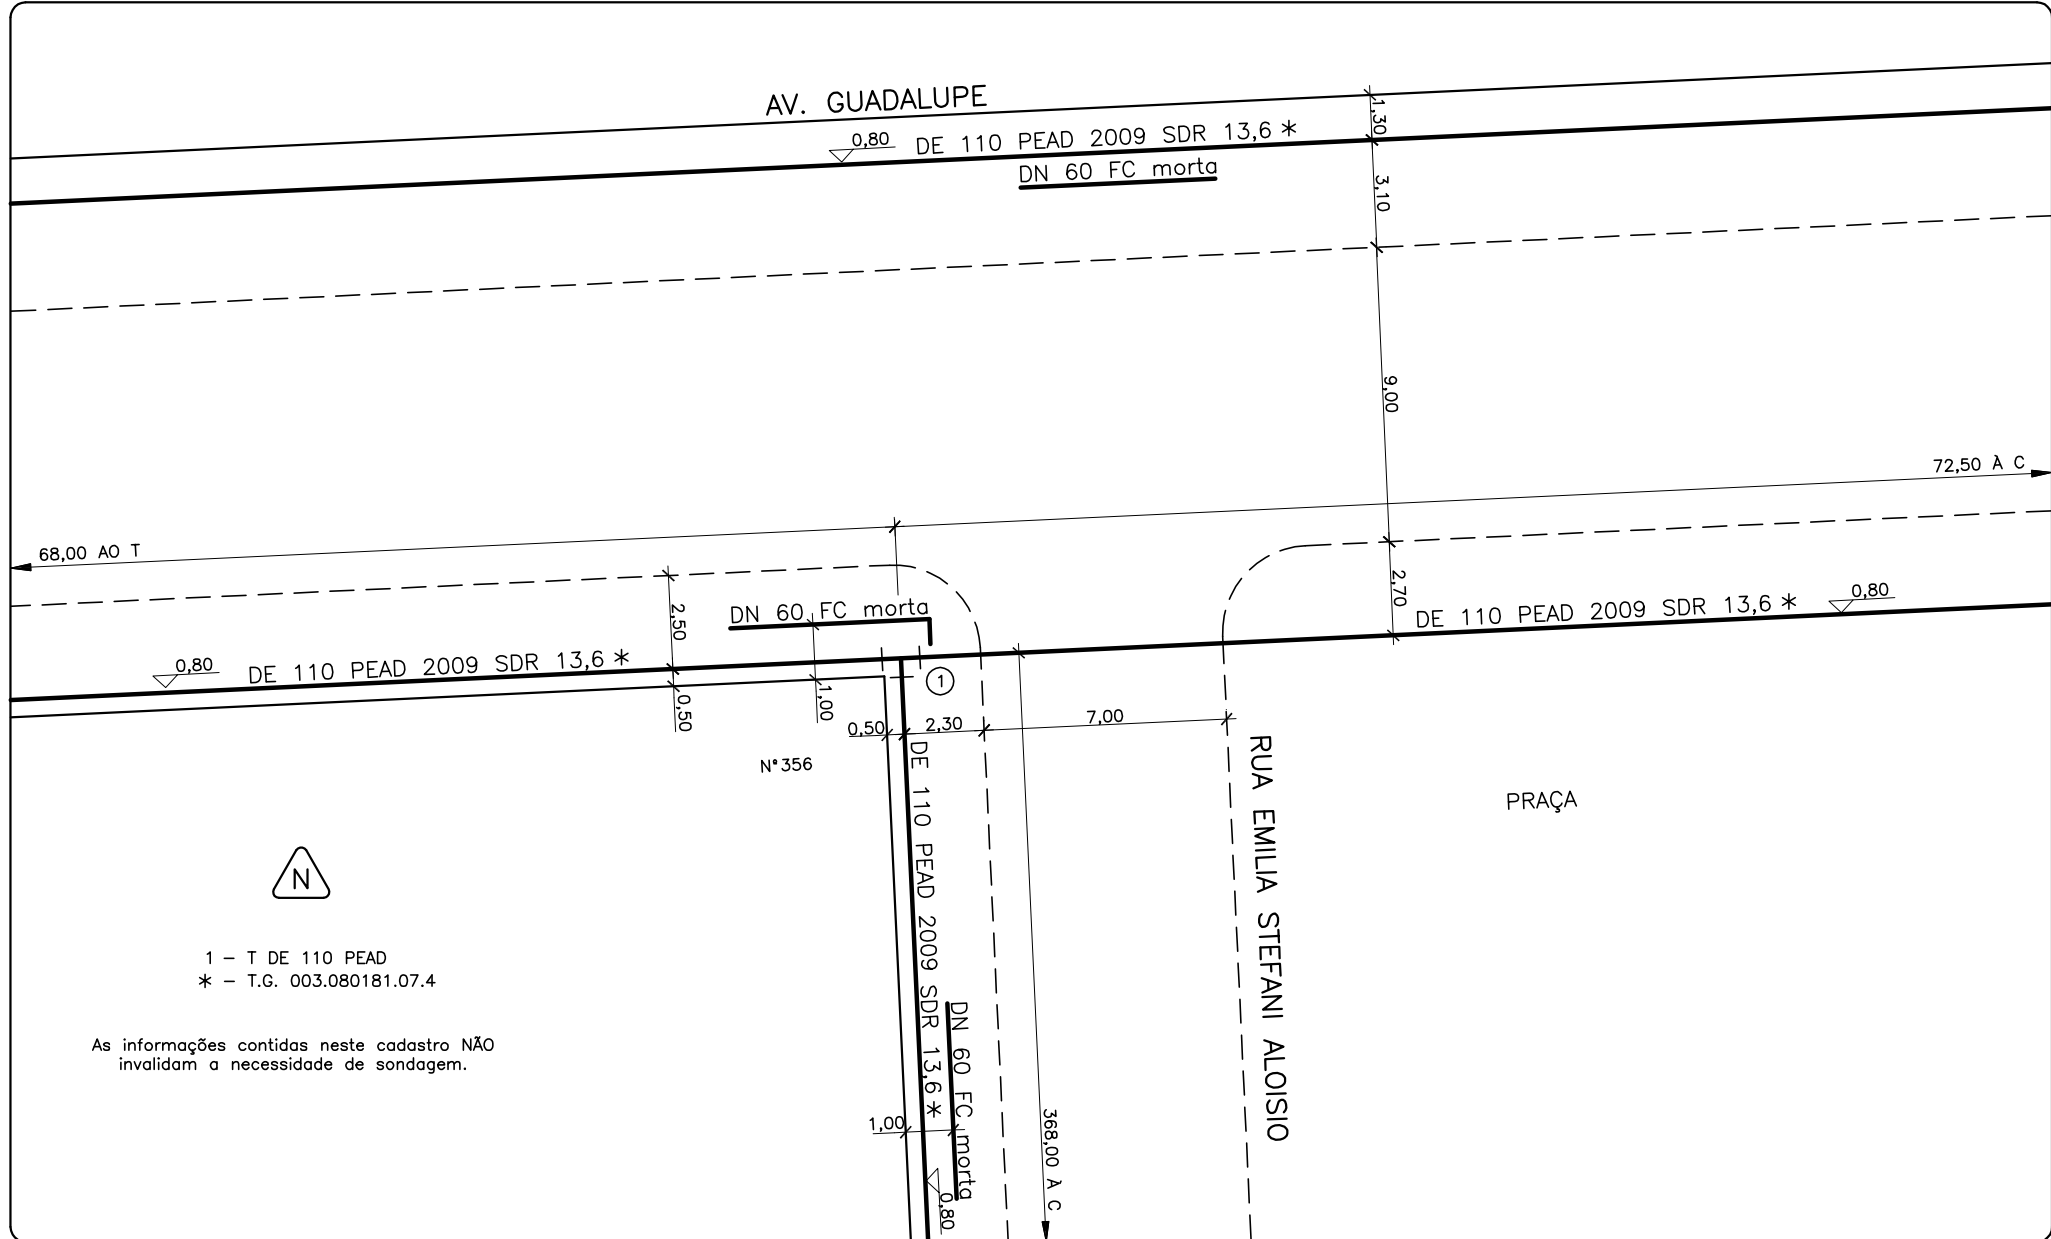 AV. GUADALUPE
1,30
0,80
DE 110 PEAD 2009 SDR 13,6 *
DN 60 FC morta
3,10
9,00
72,50 À C
68,00 AO T
2,50
DN 60 FC morta
2,70
0,80
DE 110 PEAD 2009 SDR 13,6 *
0,80
DE 110 PEAD 2009 SDR 13,6 *
1
0,50
1,00
0,50
2,30
7,00
N° 356
DE 110 PEAD 2009 SDR 13,6 *
RUA EMILIA STEFANI ALOISIO
PRAÇA
N
1 – T DE 110 PEAD
* – T.G. 003.080181.07.4
As informações contidas neste cadastro NÃO
invalidam a necessidade de sondagem.
DN 60 FC morta
1,00
368,00 À C
0,80